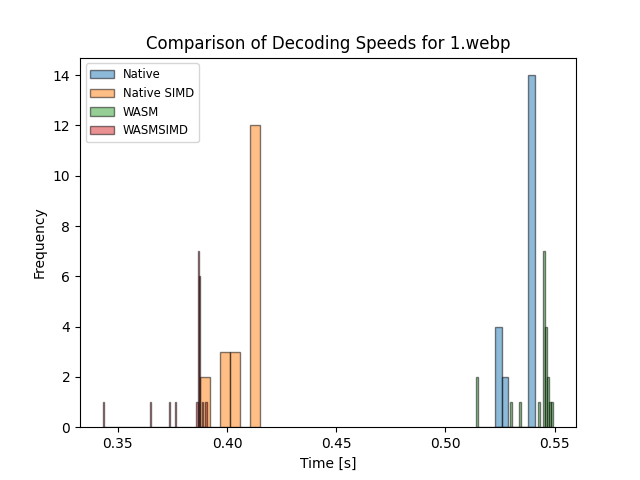 Comparison of Decoding Speeds for 1.webp
Native
Native SIMD
WASM
WASMSIMD
14
12
10
8
6
4
2
0
Frequency
0.35 0.40 0.45 0.50 0.55
Time [s]